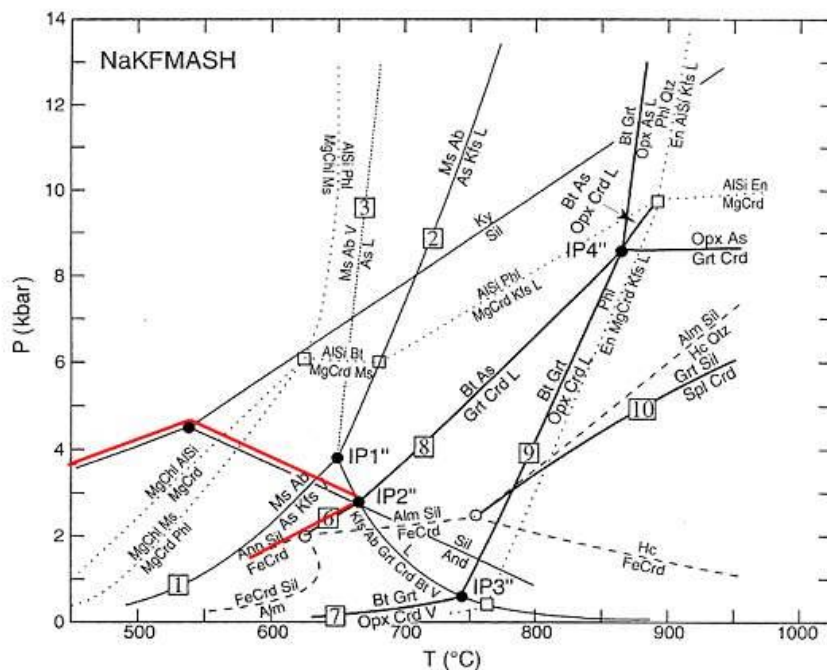 NaKFMASH
14
12
10
8
6
4
2
0
P (kbar)
500
600
700
800
900
1000
T (°C)
MgChl Ms
AlSi Phl
3
Ms Ab V
As L
Ms Ab
As Kfs L
2
Ky
Sil
Bt Grt
Opx As L
Phl Qtz
En AlSi Kfs L
L
Bt As
Opx Crd L
AlSi En
MgCrd
IP4"
Opx As
Grt Crd
AlSi Phl
MgCrd Kfs L
Phl
En MgCrd Kfs L
AlSi Bt
MgCrd Ms
Bt As
Grt Crd L
Bt Grt
Opx Crd L
Alm Sil
Hc Qtz
Grt Sil
Spl Crd
10
9
8
MgChl AlSi
MgCrd
MgChl Ms
MgCrd Phl
IP1"
Ms Ab
As Kfs V
IP2"
6
Ann Sil
FeCrd
Alm Sil
FeCrd
Kfs/Ab Grt Crd Bt V
L
Sil
And
Hc
FeCrd
1
FeCrd Sil
Alm
IP3"
Bt Grt
Opx Crd V
7